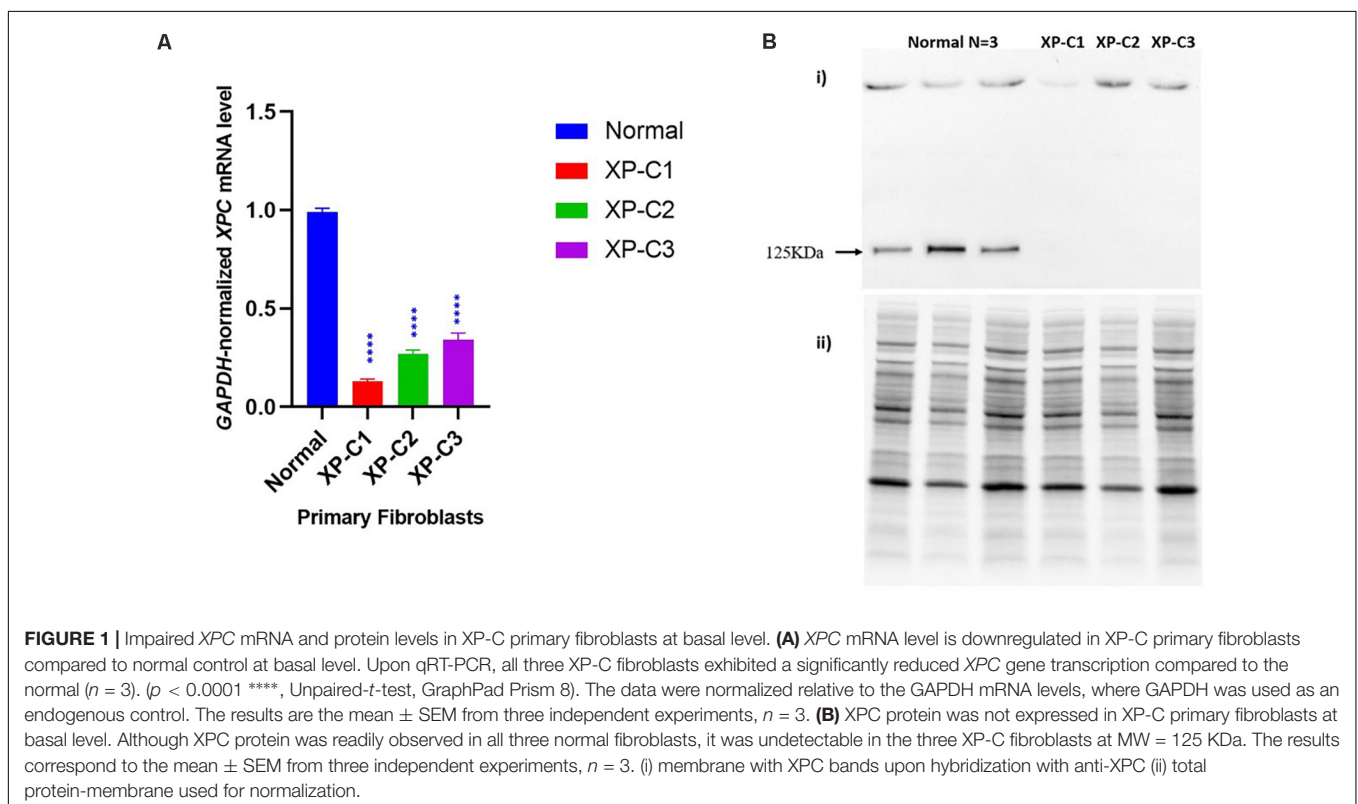 A
GAPDH-normalized XPC mRNA level
1.5
1.0
0.5
0.0
****
****
****
Normal
XP-C1
XP-C2
XP-C3
Primary Fibroblasts
Normal
XP-C1
XP-C2
XP-C3
B
Normal N=3 XP-C1 XP-C2 XP-C3
i)
125KDa
ii)
FIGURE 1 | Impaired XPC mRNA and protein levels in XP-C primary fibroblasts at basal level. (A) XPC mRNA level is downregulated in XP-C primary fibroblasts
compared to normal control at basal level. Upon qRT-PCR, all three XP-C fibroblasts exhibited a significantly reduced XPC gene transcription compared to the
normal (n = 3). (p < 0.0001 ****, Unpaired-t-test, GraphPad Prism 8). The data were normalized relative to the GAPDH mRNA levels, where GAPDH was used as an
endogenous control. The results are the mean ± SEM from three independent experiments, n = 3. (B) XPC protein was not expressed in XP-C primary fibroblasts at
basal level. Although XPC protein was readily observed in all three normal fibroblasts, it was undetectable in the three XP-C fibroblasts at MW = 125 KDa. The results
correspond to the mean ± SEM from three independent experiments, n = 3. (i) membrane with XPC bands upon hybridization with anti-XPC (ii) total
protein-membrane used for normalization.